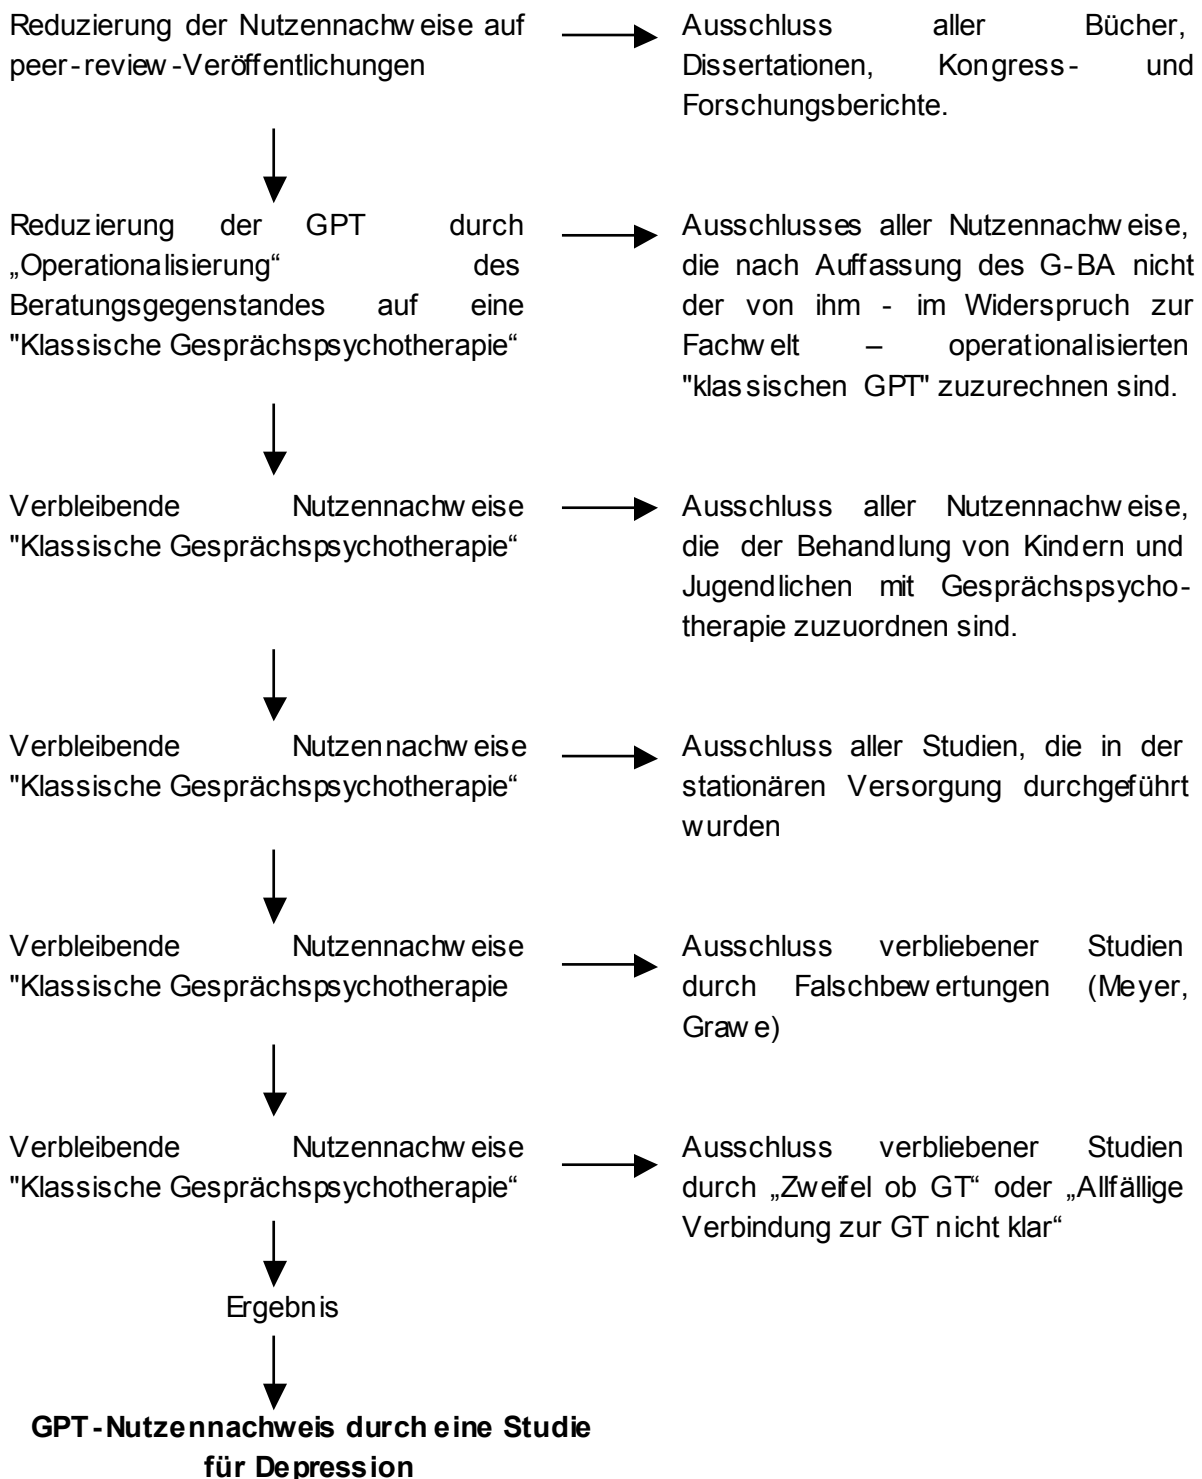 Reduzierung der Nutzennachweise auf
peer-review-Veröffentlichungen
Ausschluss aller Bücher,
Dissertationen, Kongress- und
Forschungsberichte.
Reduzierung der GPT durch
„Operationalisierung“ des
Beratungsgegenstandes auf eine
"Klassische Gesprächspsychotherapie“
Ausschlusses aller Nutzennachweise,
die nach Auffassung des G-BA nicht
der von ihm - im Widerspruch zur
Fachwelt – operationalisierten
"klassischen GPT" zuzurechnen sind.
Verbleibende Nutzennachweise
"Klassische Gesprächspsychotherapie“
Ausschluss aller Nutzennachweise,
die der Behandlung von Kindern und
Jugendlichen mit Gesprächspsycho-
therapie zuzuordnen sind.
Verbleibende Nutzennachweise
"Klassische Gesprächspsychotherapie“
Ausschluss aller Studien, die in der
stationären Versorgung durchgeführt
wurden
Verbleibende Nutzennachweise
"Klassische Gesprächspsychotherapie
Ausschluss verbliebener Studien
durch Falschbewertungen (Meyer,
Grawe)
Verbleibende Nutzennachweise
"Klassische Gesprächspsychotherapie“
Ausschluss verbliebener Studien
durch „Zweifel ob GT“ oder „Allfällige
Verbindung zur GT nicht klar“
Ergebnis
GPT-Nutzennachweis durch eine Studie
für Depression